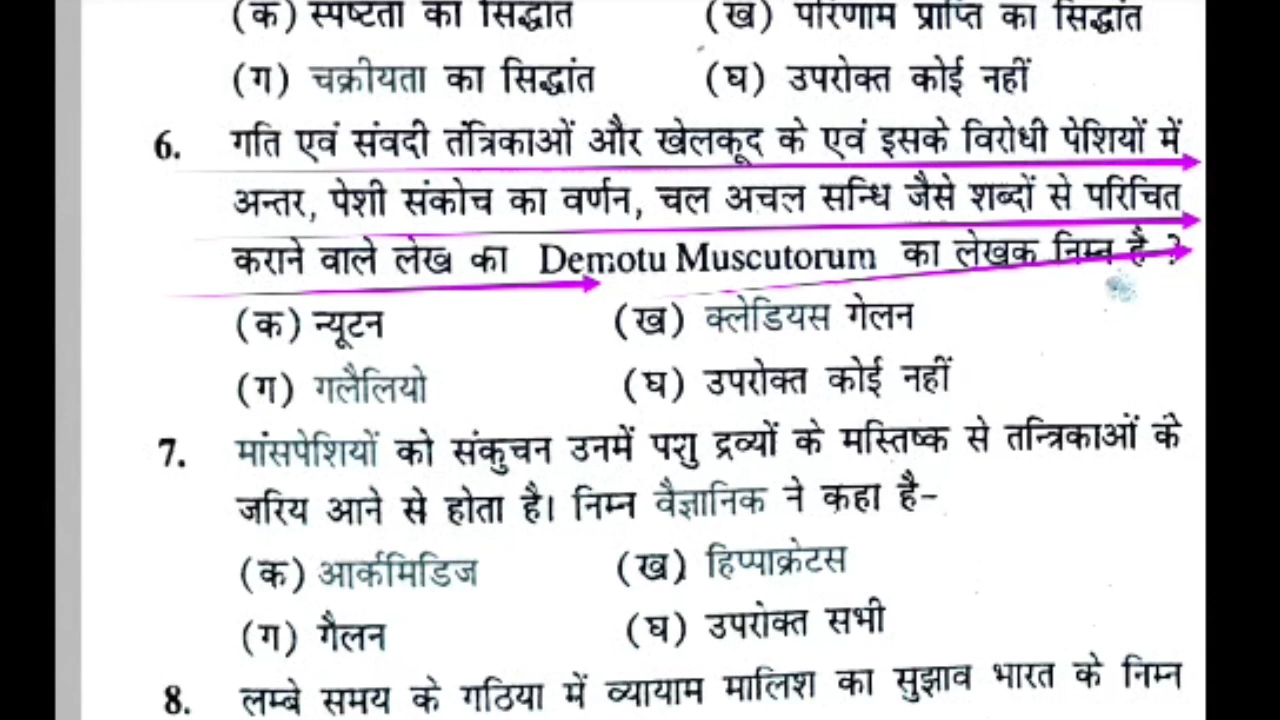 (क) स्पष्टता का सिद्धांत (ख) परिणाम प्राप्ति का सिद्धांत
(ग) चक्रीयता का सिद्धांत (घ) उपरोक्त कोई नहीं
6. गति एवं संवदी तंत्रिकाओं और खेलकूद के एवं इसके विरोधी पेशियों में
अन्तर, पेशी संकोच का वर्णन, चल अचल सन्धि जैसे शब्दों से परिचित
कराने वाले लेख का Demotu Muscutorum का लेखक निम्न है ?
(क) न्यूटन (ख) क्लेडियस गेलन
(ग) गलैलियो (घ) उपरोक्त कोई नहीं
7. मांसपेशियों को संकुचन उनमें पशु द्रव्यों के मस्तिष्क से तन्त्रिकाओं के
जरिय आने से होता है। निम्न वैज्ञानिक ने कहा है-
(क) आर्कमिडिज (ख) हिप्पाक्रेटस
(ग) गैलन (घ) उपरोक्त सभी
8. लम्बे समय के गठिया में व्यायाम मालिश का सुझाव भारत के निम्न